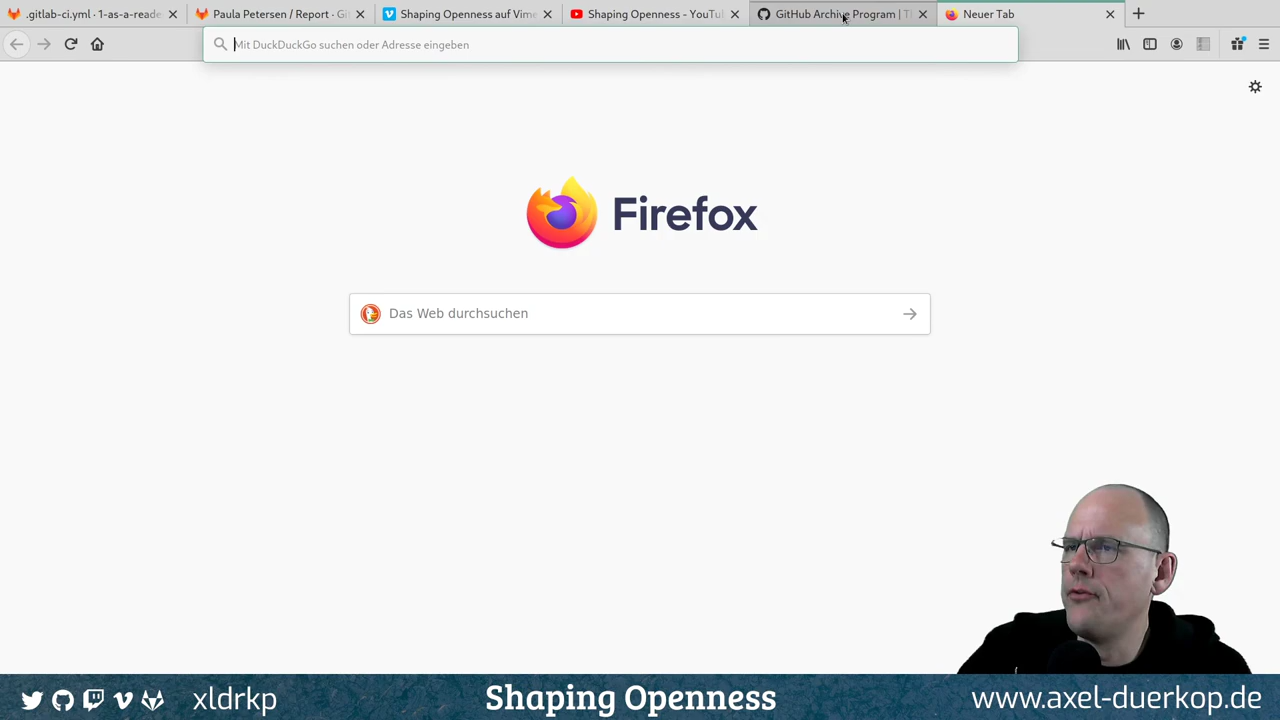 .gitlab-ci.yml · 1-as-a-reade
Paula Petersen / Report · Gi
Shaping Openness auf Vime
Shaping Openness - YouTu
GitHub Archive Program | T
Neuer Tab
Mit DuckDuckGo suchen oder Adresse eingeben
Firefox
Das Web durchsuchen
xldrkp
Shaping Openness
www.axel-duerkop.de